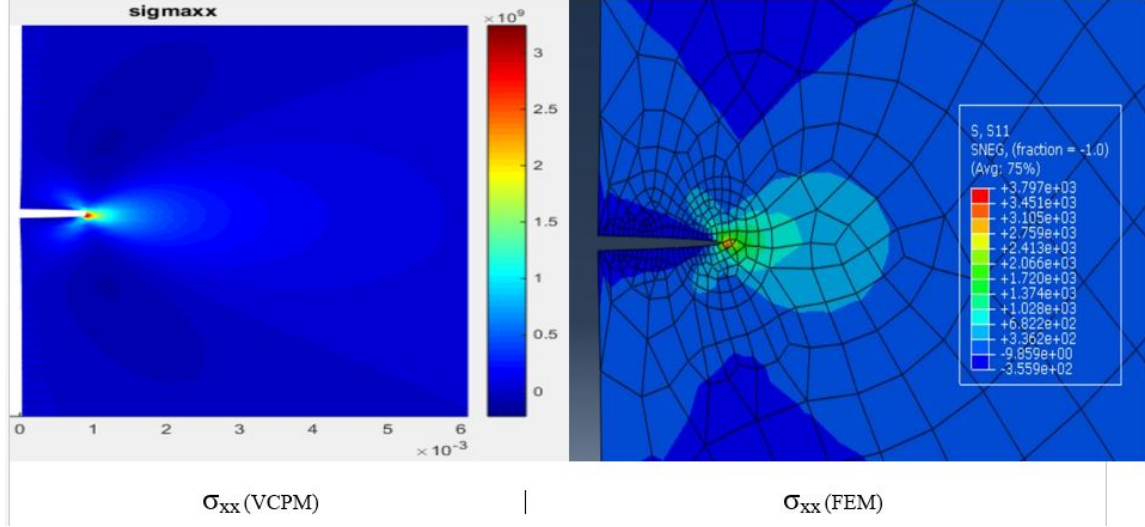 sigmaxx
× 10⁹
3
2.5
2
1.5
1
0.5
0
0 1 2 3 4 5 6
× 10⁻³
S, S11
SNEG, (fraction = -1.0)
(Avg: 75%)
+3.797e+03
+3.451e+03
+3.105e+03
+2.759e+03
+2.413e+03
+2.066e+03
+1.720e+03
+1.374e+03
+1.028e+03
+6.822e+02
+3.362e+02
-9.859e+00
-3.559e+02
σxx (VCPM)
σxx (FEM)